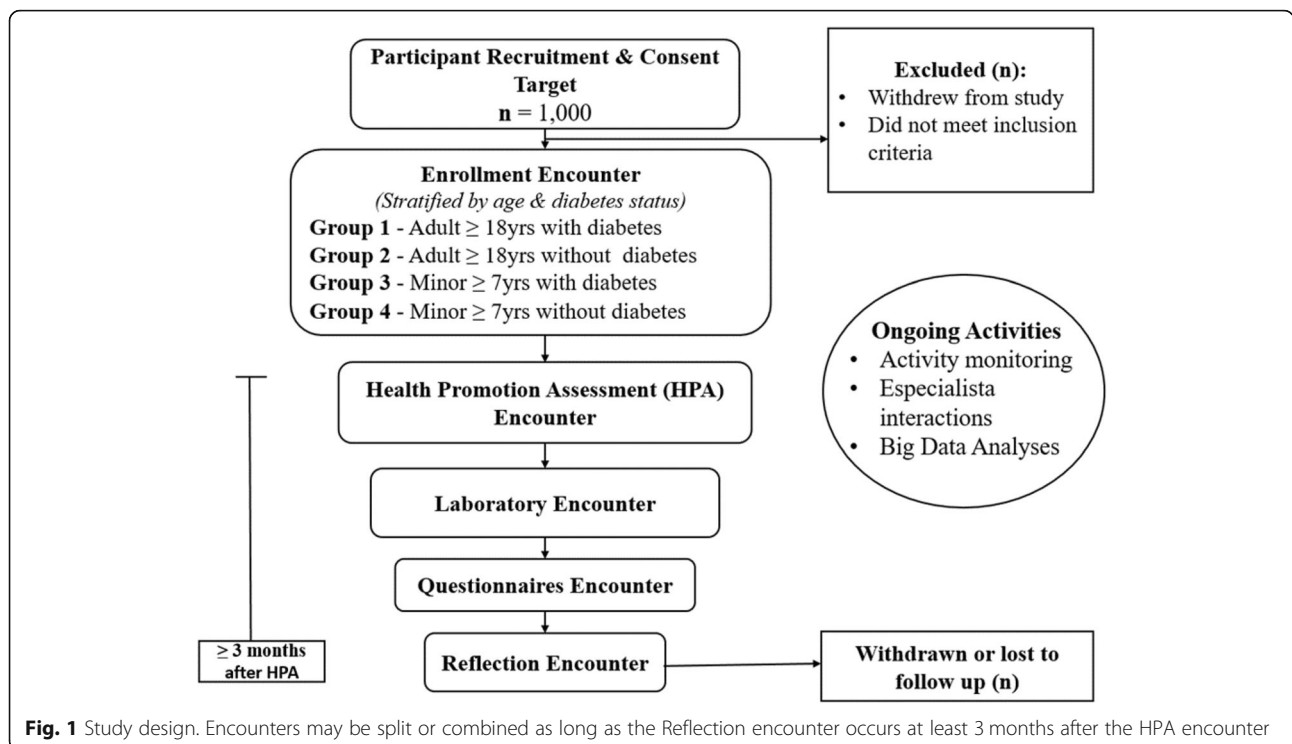 Participant Recruitment & Consent
Target
n = 1,000
Excluded (n):
• Withdrew from study
• Did not meet inclusion
criteria
Enrollment Encounter
(Stratified by age & diabetes status)
Group 1 - Adult ≥ 18yrs with diabetes
Group 2 - Adult ≥ 18yrs without diabetes
Group 3 - Minor ≥ 7yrs with diabetes
Group 4 - Minor ≥ 7yrs without diabetes
Ongoing Activities
• Activity monitoring
• Especialista
interactions
• Big Data Analyses
Health Promotion Assessment (HPA)
Encounter
Laboratory Encounter
Questionnaires Encounter
≥ 3 months
after HPA
Reflection Encounter
Withdrawn or lost to
follow up (n)
Fig. 1 Study design. Encounters may be split or combined as long as the Reflection encounter occurs at least 3 months after the HPA encounter